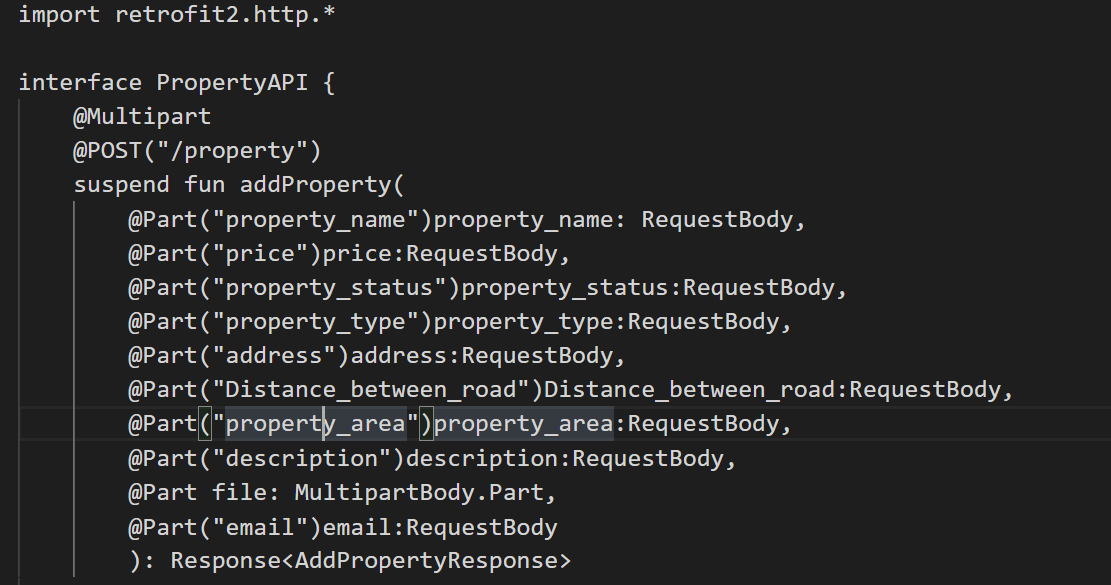 import retrofit2.http.*
interface PropertyAPI {
@Multipart
@POST("/property")
suspend fun addProperty(
@Part("property_name")property_name: RequestBody,
@Part("price")price:RequestBody,
@Part("property_status")property_status:RequestBody,
@Part("property_type")property_type:RequestBody,
@Part("address")address:RequestBody,
@Part("Distance_between_road")Distance_between_road:RequestBody,
@Part("property_area")property_area:RequestBody,
@Part("description")description:RequestBody,
@Part file: MultipartBody.Part,
@Part("email")email:RequestBody
): Response<AddPropertyResponse>